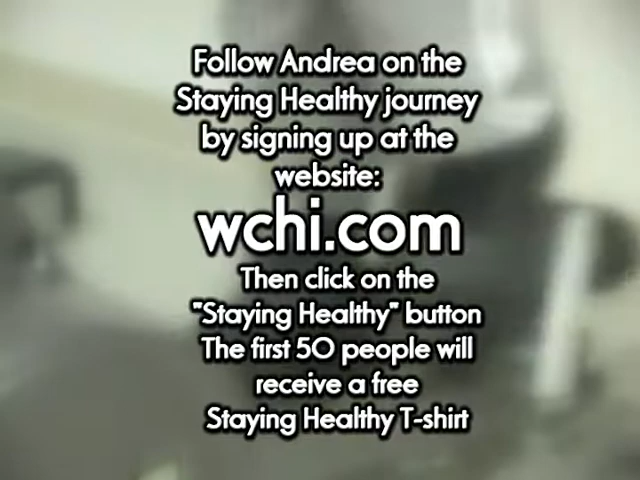 Follow Andrea on the
Staying Healthy journey
by signing up at the
website:
wchi.com
Then click on the
"Staying Healthy" button
The first 50 people will
receive a free
Staying Healthy T-shirt